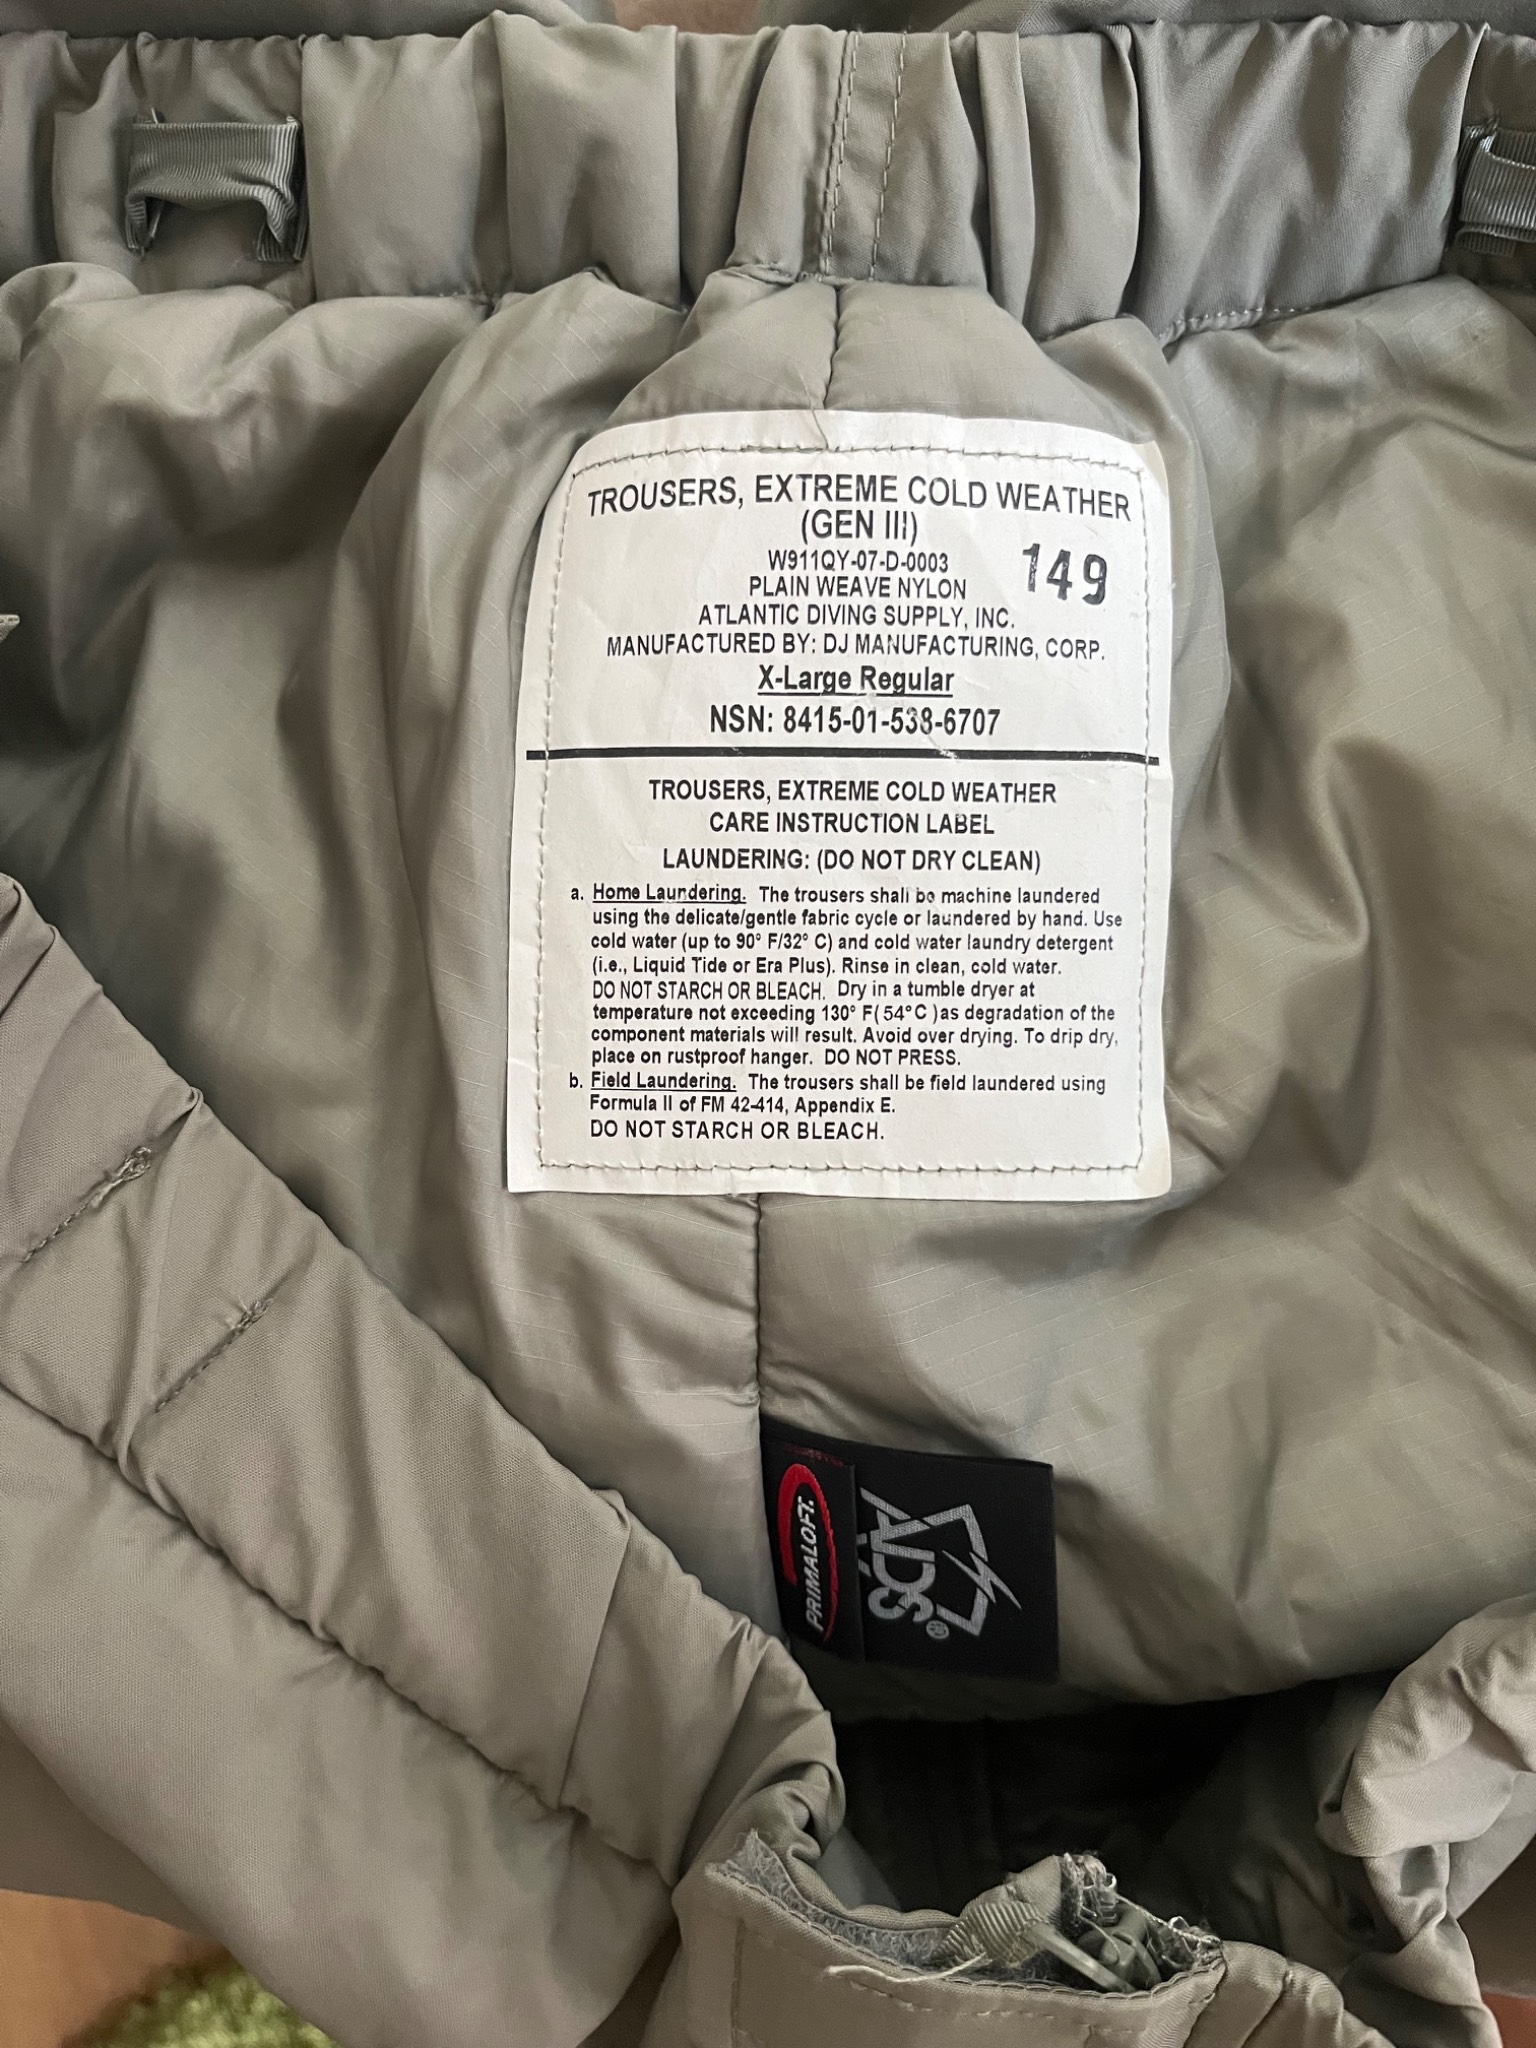 TROUSERS, EXTREME COLD WEATHER
(GEN III)
W911QY-07-D-0003
149
PLAIN WEAVE NYLON
ATLANTIC DIVING SUPPLY, INC.
MANUFACTURED BY: DJ MANUFACTURING, CORP.
X-Large Regular
NSN: 8415-01-538-6707
TROUSERS, EXTREME COLD WEATHER
CARE INSTRUCTION LABEL
LAUNDERING: (DO NOT DRY CLEAN)
a. Home Laundering. The trousers shall be machine laundered
using the delicate/gentle fabric cycle or laundered by hand. Use
cold water (up to 90° F/32° C) and cold water laundry detergent
(i.e., Liquid Tide or Era Plus). Rinse in clean, cold water.
DO NOT STARCH OR BLEACH. Dry in a tumble dryer at
temperature not exceeding 130° F(54°C )as degradation of the
component materials will result. Avoid over drying. To drip dry,
place on rustproof hanger. DO NOT PRESS.
b. Field Laundering. The trousers shall be field laundered using
Formula II of FM 42-414, Appendix E.
DO NOT STARCH OR BLEACH.
PRIMALOFT.
ADS®